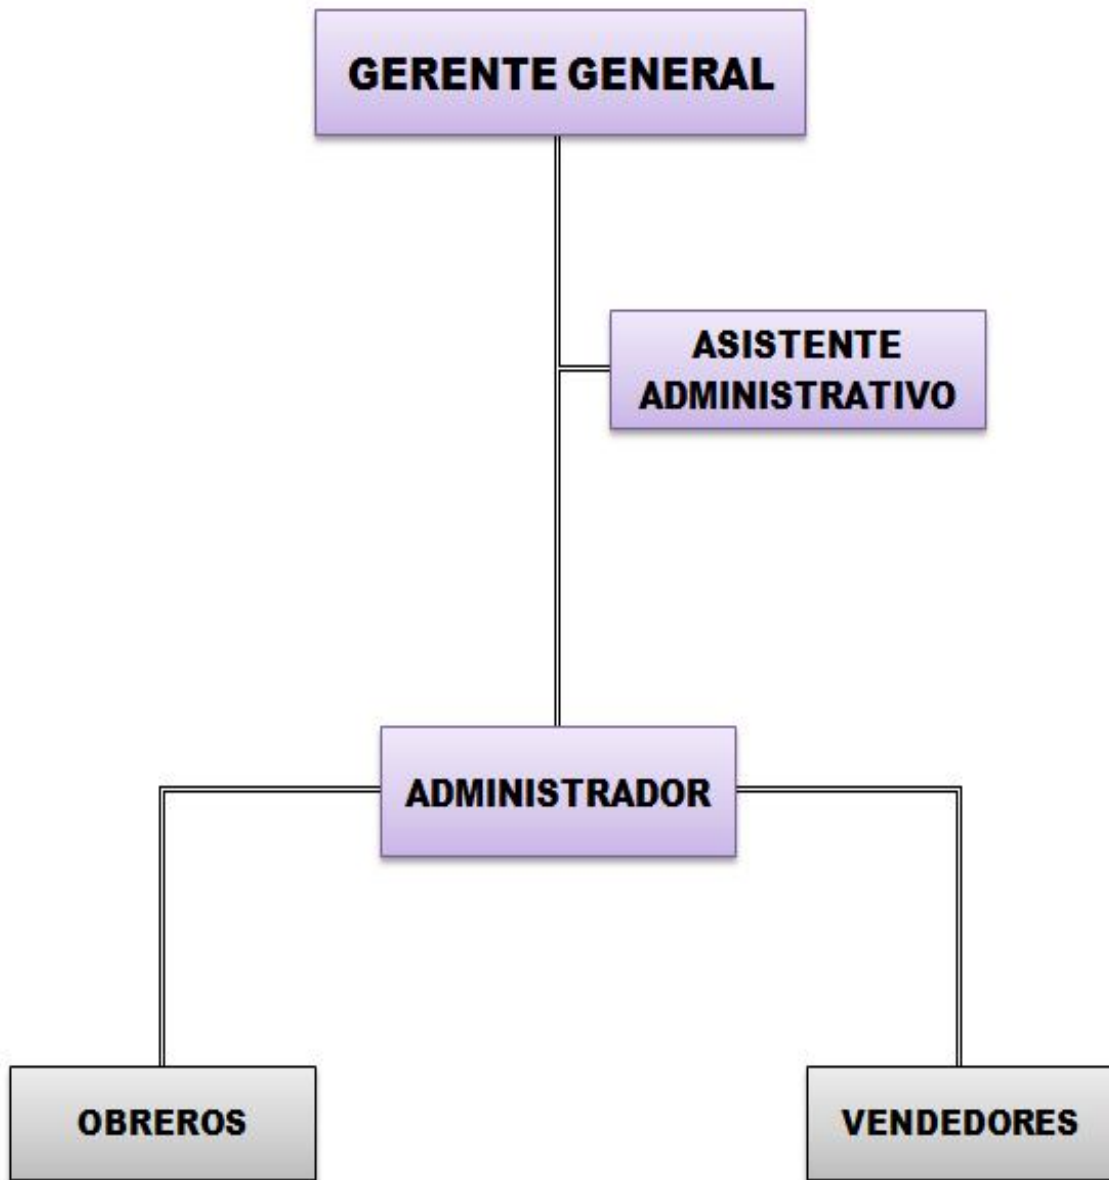 GERENTE GENERAL
ASISTENTE
ADMINISTRATIVO
ADMINISTRADOR
OBREROS
VENDEDORES